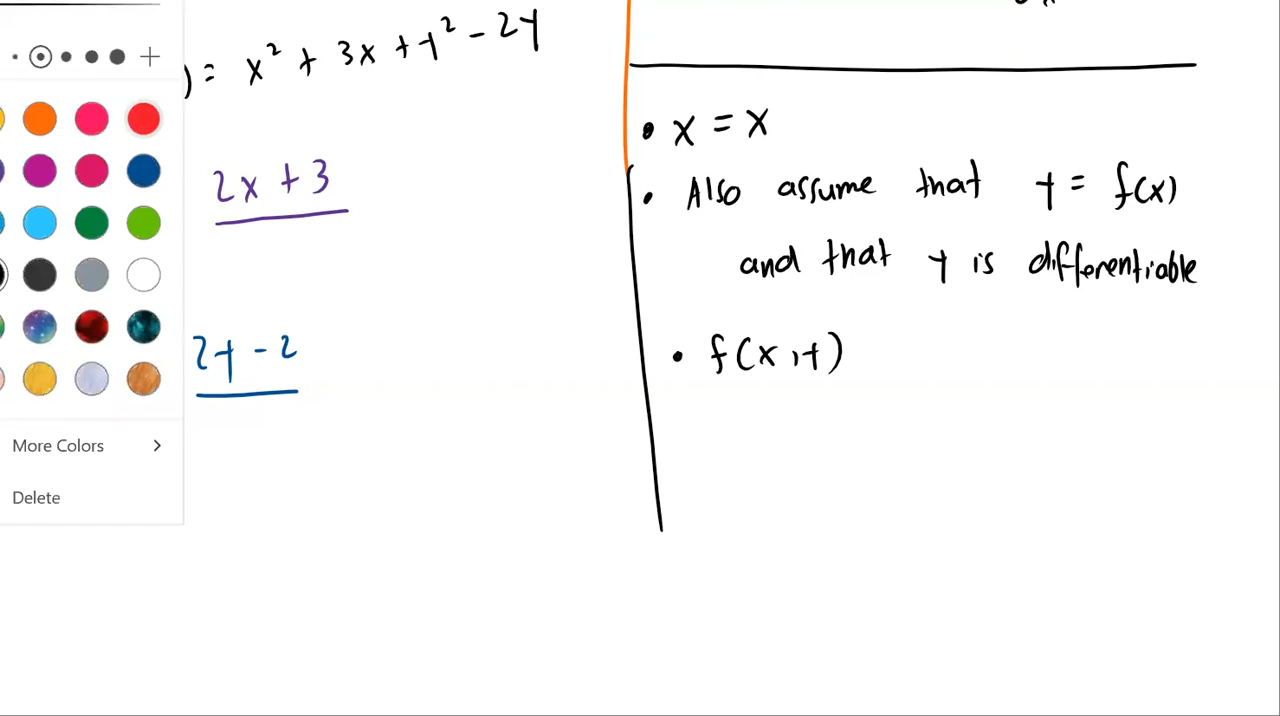 ) = x² + 3x + y² - 2y
2x + 3
2y - 2
More Colors
Delete
• x = x
• Also assume that y = f(x)
and that y is differentiable
• f(x,y)